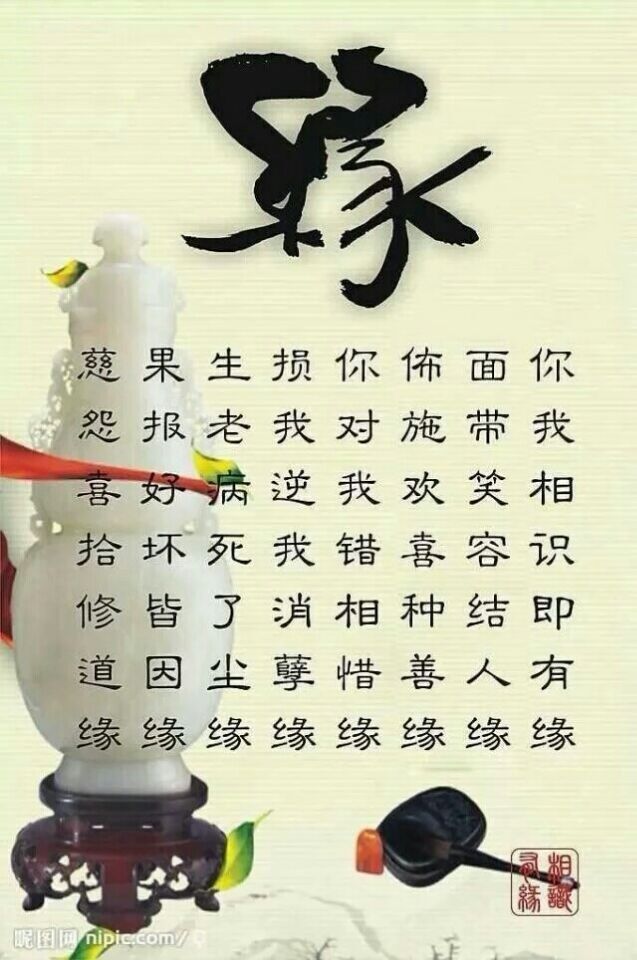 緣
你我相识即有缘
面带笑容结人缘
佈施欢喜种善缘
你对我错相惜缘
损我逆我消孽缘
生老病死了尘缘
果报好坏皆因缘
慈怨喜拾修道缘
相識
有緣
昵图网 nipic.com/